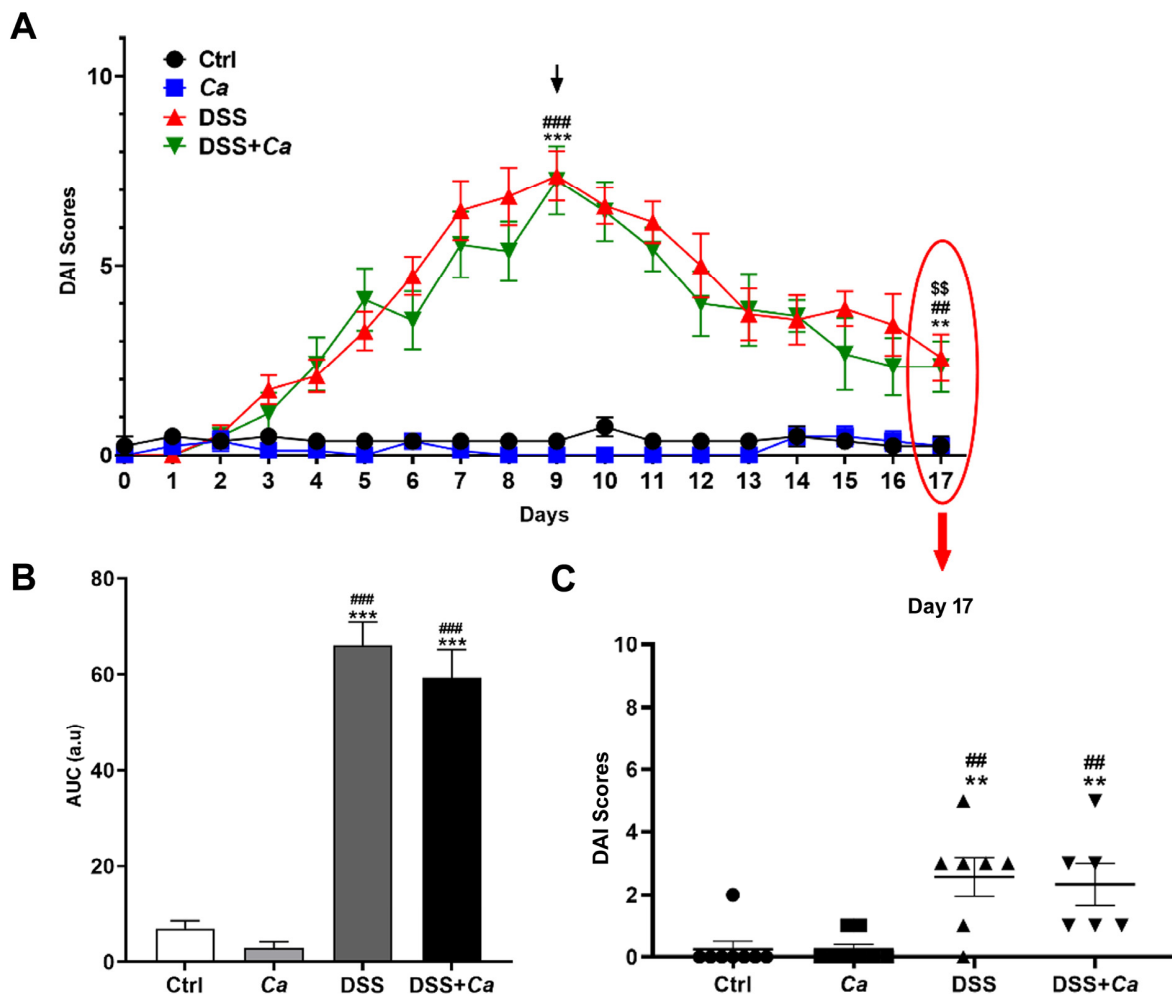 A
Ctrl
Ca
DSS
DSS+Ca
###
***
$$
##
**
DAI Scores
10
5
0
0 1 2 3 4 5 6 7 8 9 10 11 12 13 14 15 16 17
Days
B
AUC (a.u)
80
60
40
20
0
###
***
###
***
Ctrl Ca DSS DSS+Ca
C
Day 17
DAI Scores
10
8
6
4
2
0
##
**
##
**
Ctrl Ca DSS DSS+Ca